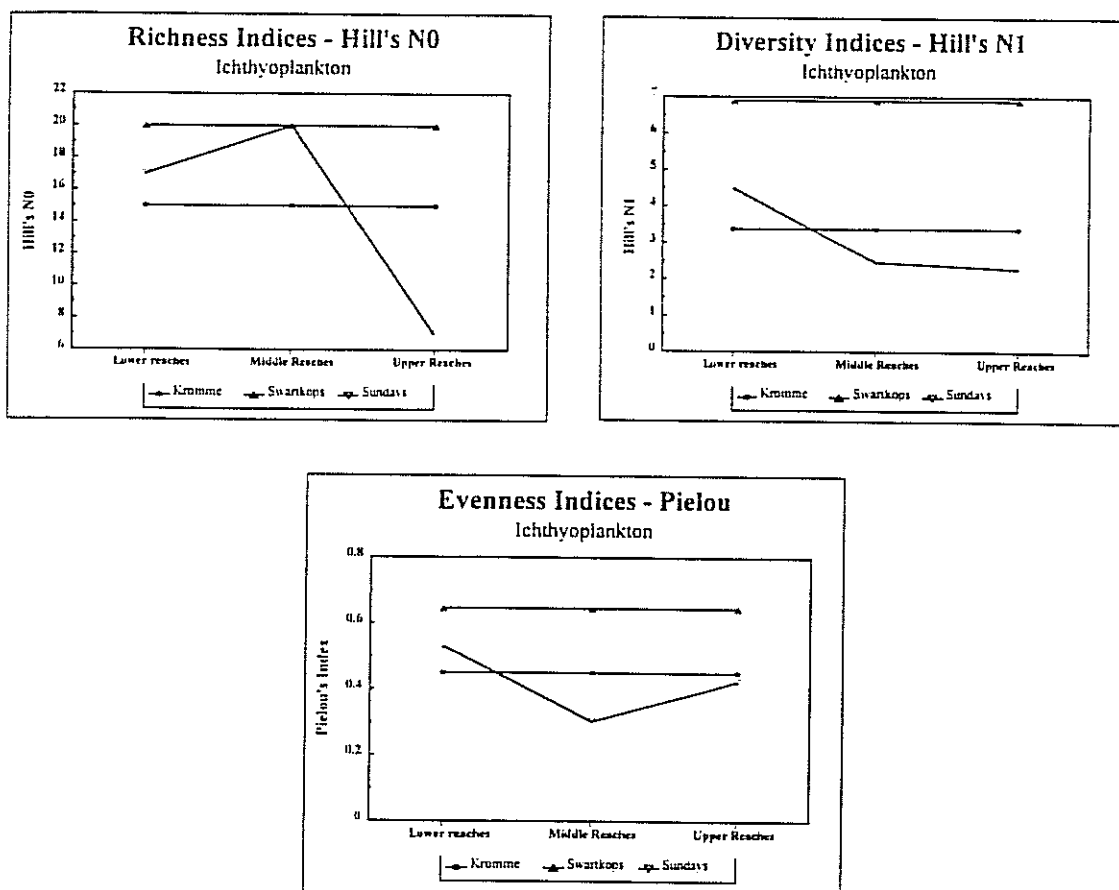 Richness Indices - Hill's N0
Ichthyoplankton
Hill's N0
22
20
18
16
14
12
10
8
6
Lower reaches Middle Reaches Upper Reaches
Kromme Swartkops Sundays
Diversity Indices - Hill's N1
Ichthyoplankton
Hill's N1
7
6
5
4
3
2
1
0
Lower reaches Middle Reaches Upper Reaches
Kromme Swartkops Sundays
Evenness Indices - Pielou
Ichthyoplankton
Pielou's Index
0.8
0.6
0.4
0.2
0
Lower reaches Middle Reaches Upper Reaches
Kromme Swartkops Sundays